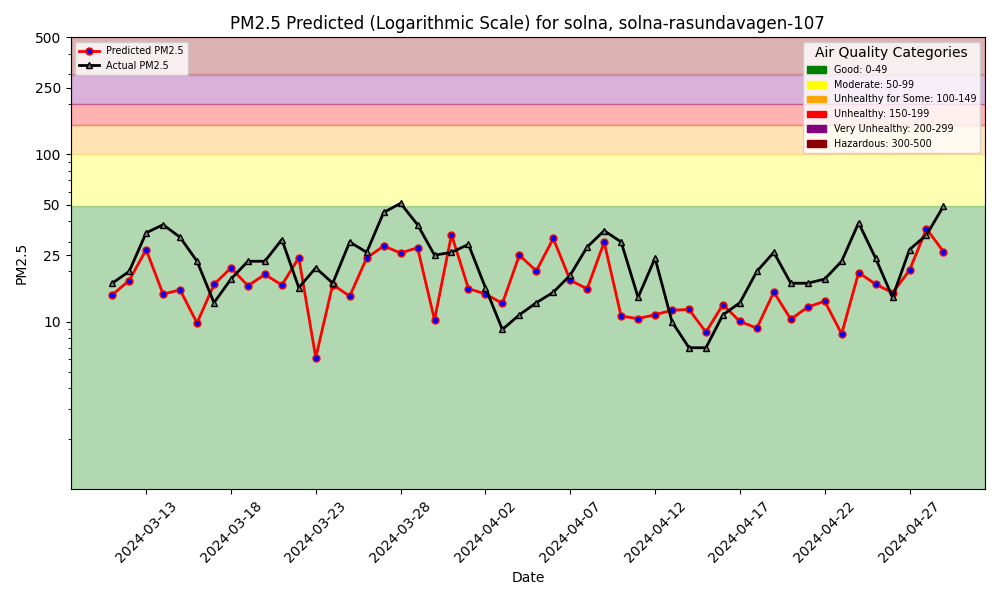 PM2.5 Predicted (Logarithmic Scale) for solna, solna-rasundavagen-107
Predicted PM2.5
Actual PM2.5
Air Quality Categories
Good: 0-49
Moderate: 50-99
Unhealthy for Some: 100-149
Unhealthy: 150-199
Very Unhealthy: 200-299
Hazardous: 300-500
500
250
100
50
25
10
PM2.5
2024-03-13
2024-03-18
2024-03-23
2024-03-28
2024-04-02
2024-04-07
2024-04-12
2024-04-17
2024-04-22
2024-04-27
Date